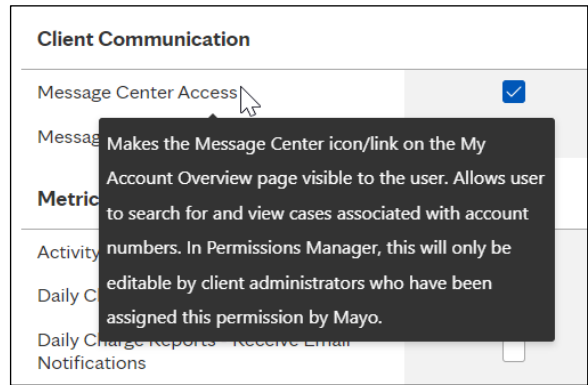 Client Communication
Message Center Access
Messag
Makes the Message Center icon/link on the My
Account Overview page visible to the user. Allows user
to search for and view cases associated with account
numbers. In Permissions Manager, this will only be
editable by client administrators who have been
assigned this permission by Mayo.
Metric
Activity
Daily C
Daily Charge Reports - Receive Email
Notifications